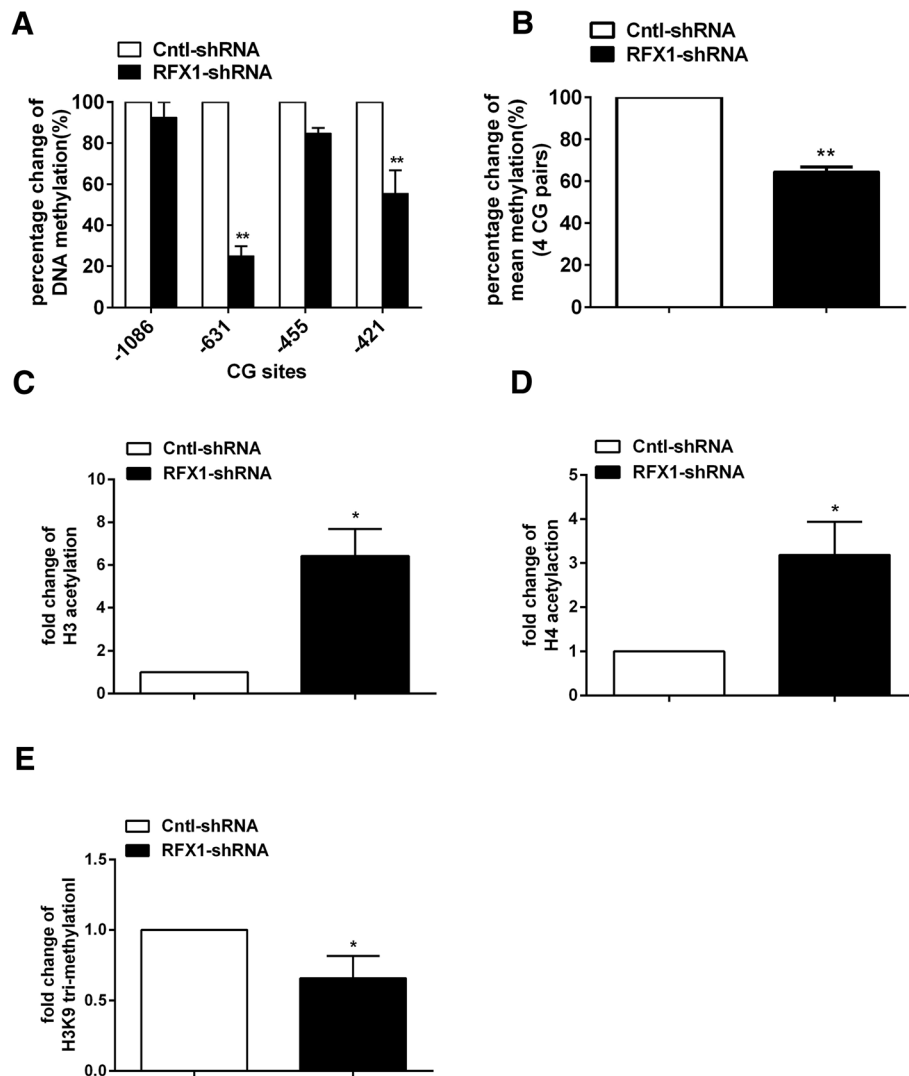 A
Cntl-shRNA
RFX1-shRNA
percentage change of
DNA methylation(%)
100
80
60
40
20
0
**
**
-1086
-631
-455
-421
CG sites
B
Cntl-shRNA
RFX1-shRNA
percentage change of
mean methylation(%)
(4 CG pairs)
100
80
60
40
20
0
**
C
Cntl-shRNA
RFX1-shRNA
fold change of
H3 acetylation
10
8
6
4
2
0
*
D
Cntl-shRNA
RFX1-shRNA
fold change of
H4 acetylaction
5
4
3
2
1
0
*
E
Cntl-shRNA
RFX1-shRNA
fold change of
H3K9 tri-methylationl
1.5
1.0
0.5
0.0
*